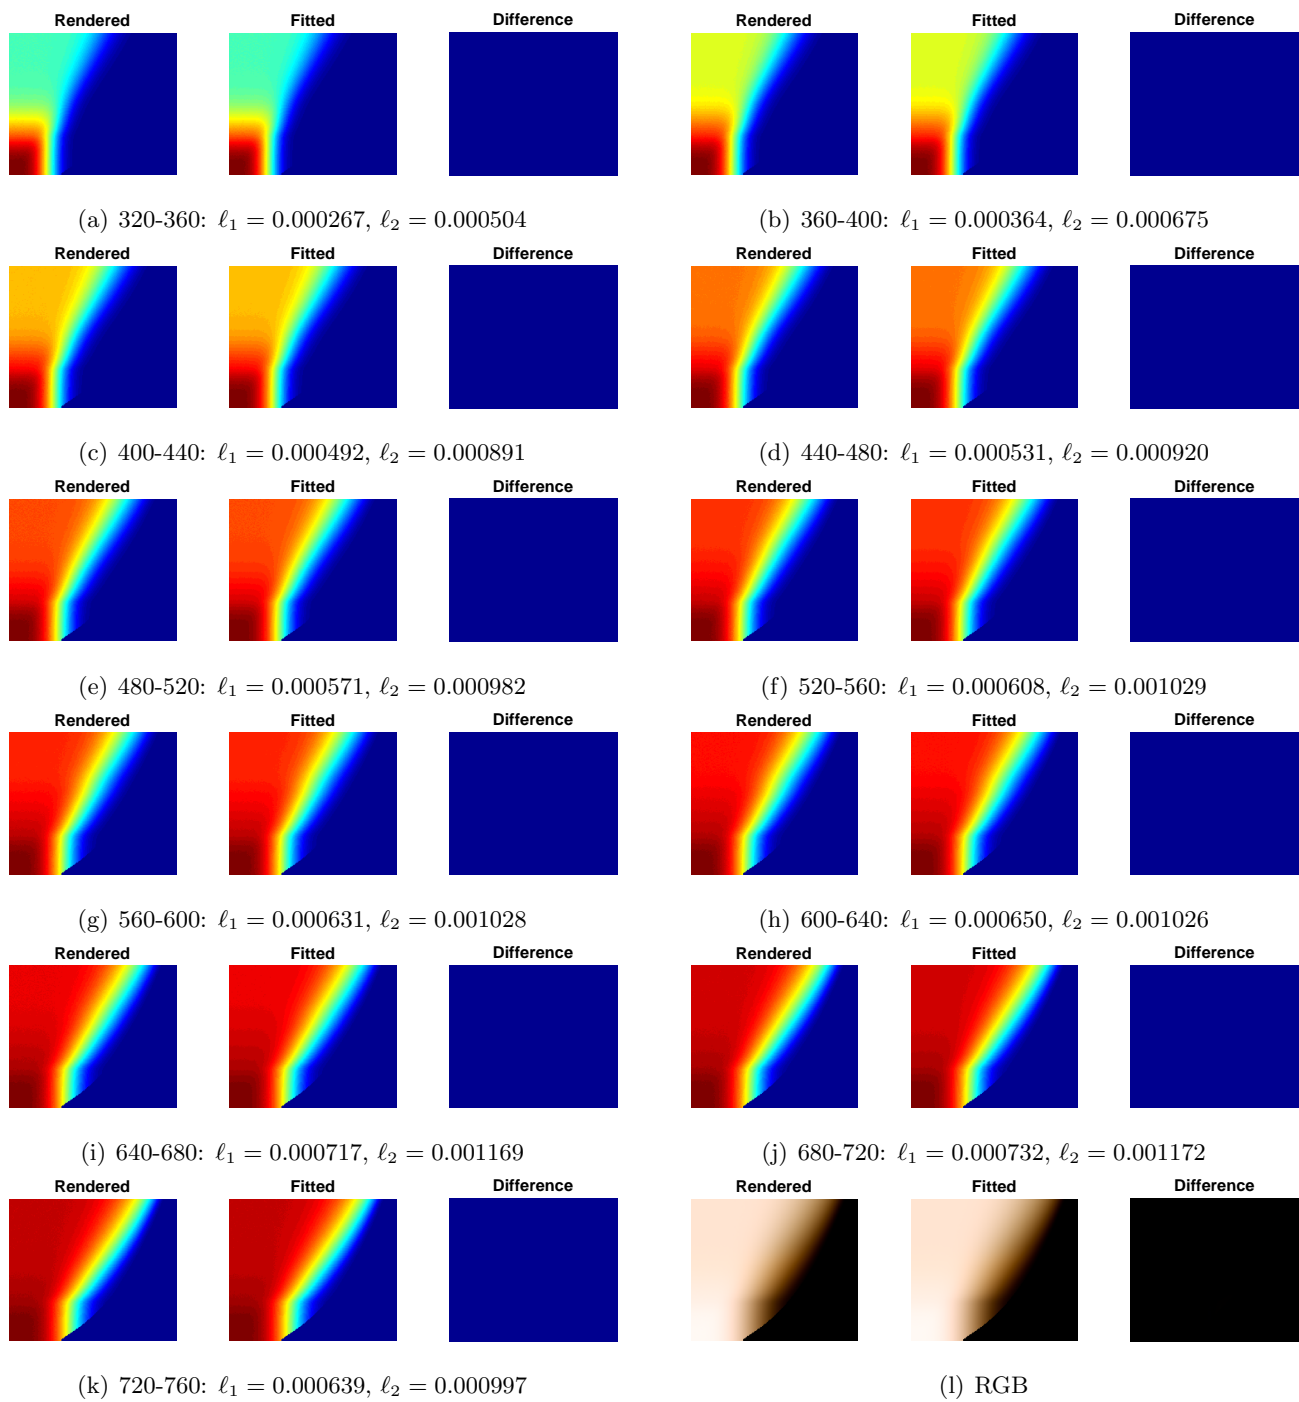 Rendered Fitted Difference Rendered Fitted Difference
(a) 320-360: ℓ1 = 0.000267, ℓ2 = 0.000504 (b) 360-400: ℓ1 = 0.000364, ℓ2 = 0.000675
Rendered Fitted Difference Rendered Fitted Difference
(c) 400-440: ℓ1 = 0.000492, ℓ2 = 0.000891 (d) 440-480: ℓ1 = 0.000531, ℓ2 = 0.000920
Rendered Fitted Difference Rendered Fitted Difference
(e) 480-520: ℓ1 = 0.000571, ℓ2 = 0.000982 (f) 520-560: ℓ1 = 0.000608, ℓ2 = 0.001029
Rendered Fitted Difference Rendered Fitted Difference
(g) 560-600: ℓ1 = 0.000631, ℓ2 = 0.001028 (h) 600-640: ℓ1 = 0.000650, ℓ2 = 0.001026
Rendered Fitted Difference Rendered Fitted Difference
(i) 640-680: ℓ1 = 0.000717, ℓ2 = 0.001169 (j) 680-720: ℓ1 = 0.000732, ℓ2 = 0.001172
Rendered Fitted Difference Rendered Fitted Difference
(k) 720-760: ℓ1 = 0.000639, ℓ2 = 0.000997 (l) RGB